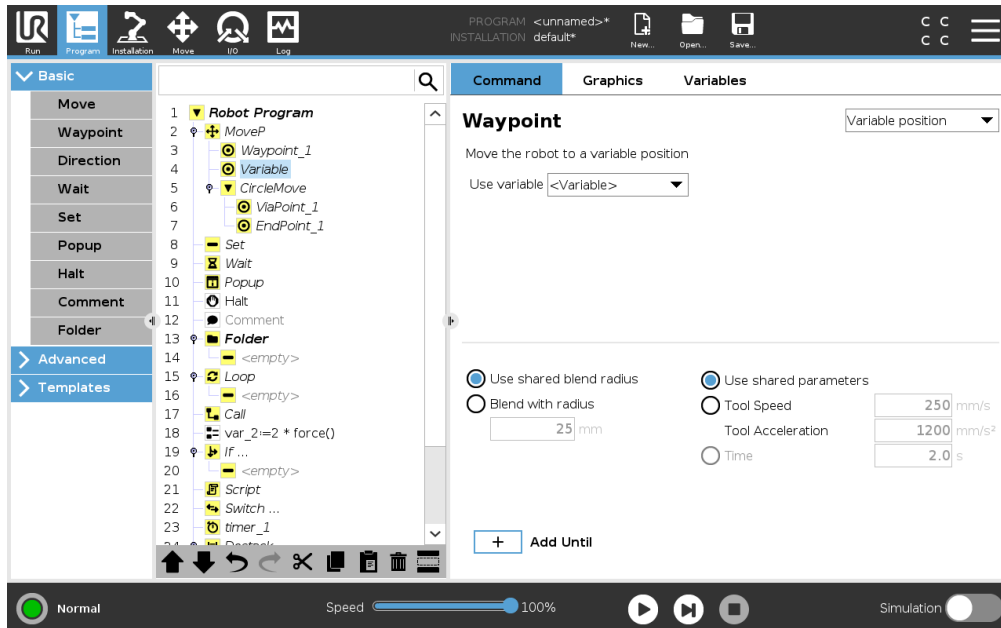 PROGRAM <unnamed>*
INSTALLATION default*
Run
Program
Installation
Move
I/O
Log
New...
Open...
Save...
C C
C C
Basic
Move
Waypoint
Direction
Wait
Set
Popup
Halt
Comment
Folder
Advanced
Templates
1 Robot Program
2 MoveP
3 Waypoint_1
4 Variable
5 CircleMove
6 ViaPoint_1
7 EndPoint_1
8 Set
9 Wait
10 Popup
11 Halt
12 Comment
13 Folder
14 <empty>
15 Loop
16 <empty>
17 Call
18 var_2:=2 * force()
19 If ...
20 <empty>
21 Script
22 Switch ...
23 timer_1
Command Graphics Variables
Waypoint
Variable position
Move the robot to a variable position
Use variable <Variable>
Use shared blend radius
Blend with radius
25 mm
Use shared parameters
Tool Speed 250 mm/s
Tool Acceleration 1200 mm/s²
Time 2.0 s
+ Add Until
Normal
Speed 100%
Simulation